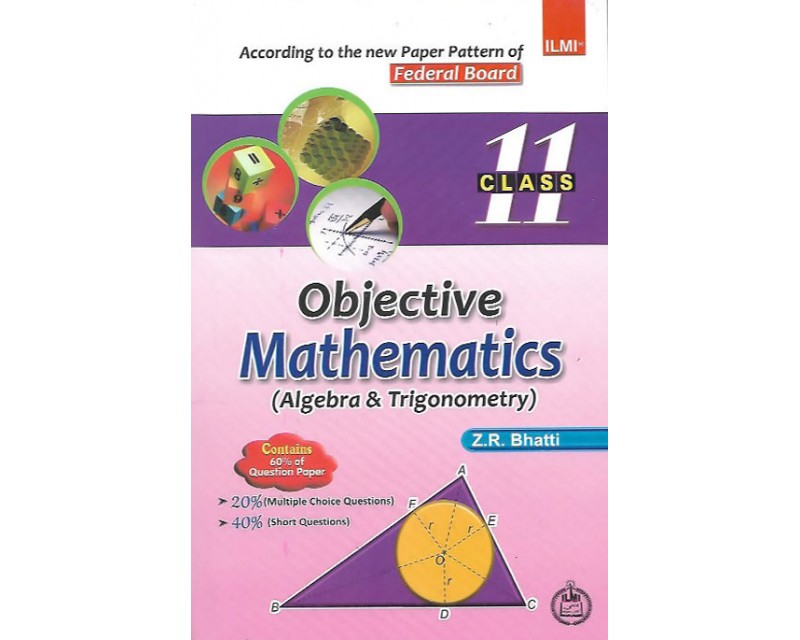 According to the new Paper Pattern of
Federal Board
ILMI
11
CLASS
Objective
Mathematics
(Algebra & Trigonometry)
Z.R. Bhatti
Contains
60% of
Question Paper
➤ 20% (Multiple Choice Questions)
➤ 40% (Short Questions)
A
F
E
r
r
O
r
B
D
C
ILMI